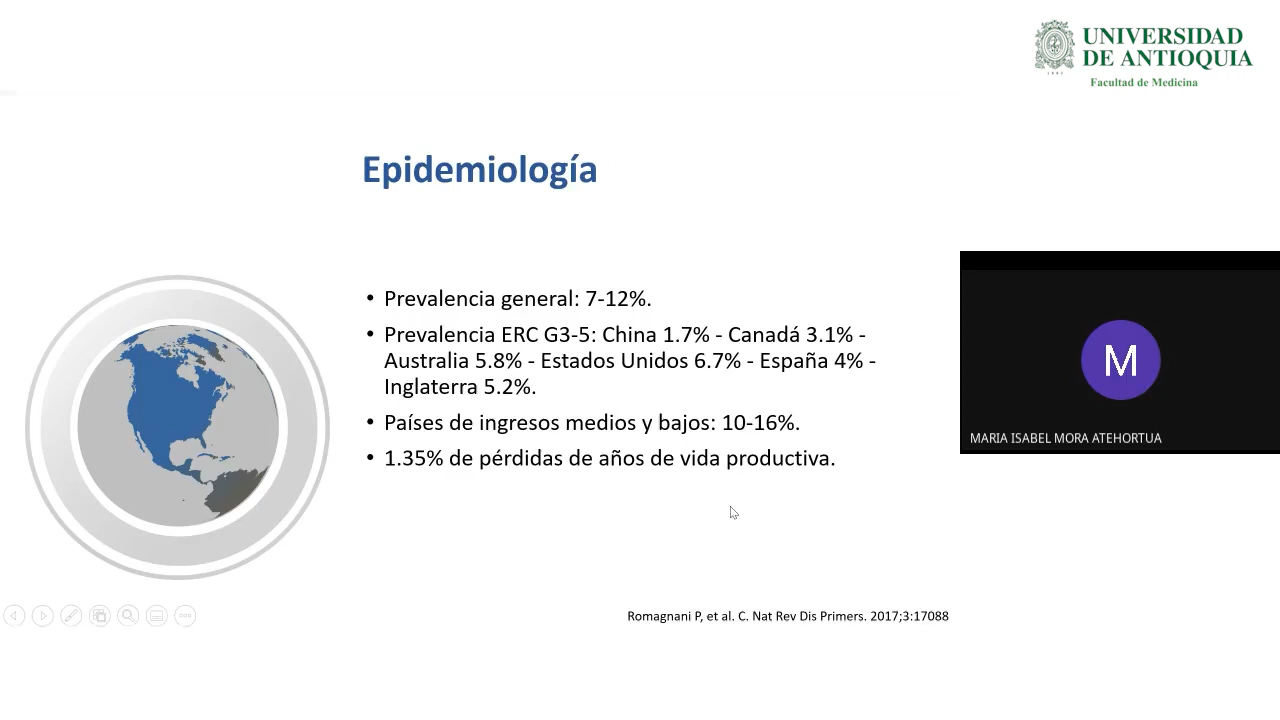 UNIVERSIDAD
DE ANTIOQUIA
Facultad de Medicina
Epidemiología
• Prevalencia general: 7-12%.
• Prevalencia ERC G3-5: China 1.7% - Canadá 3.1% -
Australia 5.8% - Estados Unidos 6.7% - España 4% -
Inglaterra 5.2%.
• Países de ingresos medios y bajos: 10-16%.
• 1.35% de pérdidas de años de vida productiva.
M
MARIA ISABEL MORA ATEHORTUA
Romagnani P, et al. C. Nat Rev Dis Primers. 2017;3:17088